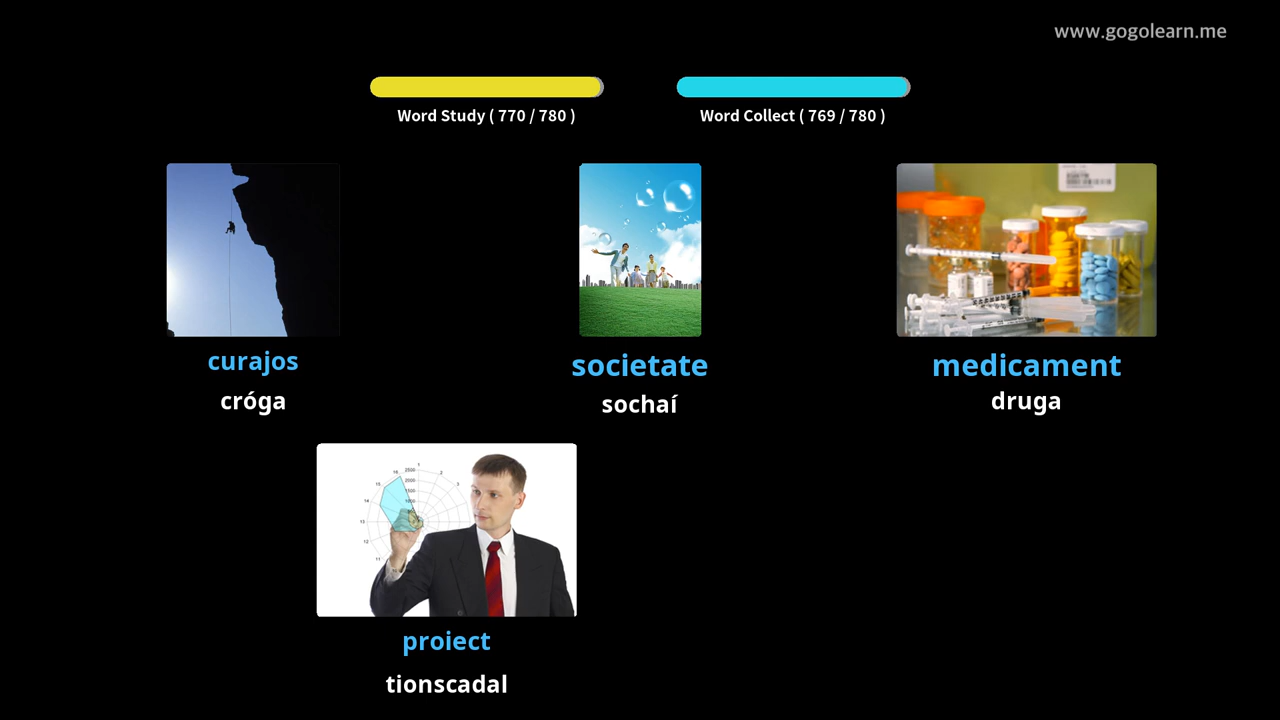 www.gogolearn.me
Word Study ( 770 / 780 )
Word Collect ( 769 / 780 )
curajos
societate
medicament
cróga
sochaí
druga
proiect
tionscadal